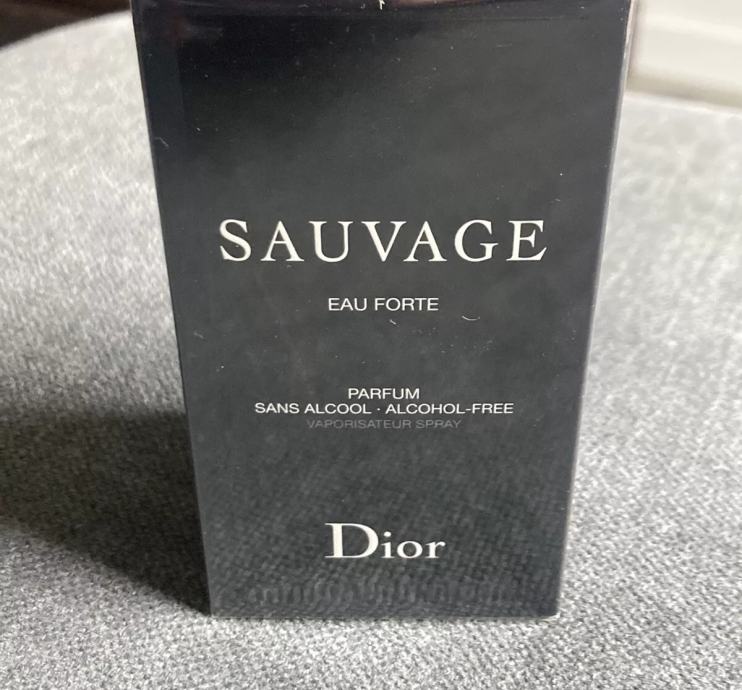 SAUVAGE
EAU FORTE
PARFUM
SANS ALCOOL · ALCOHOL-FREE
VAPORISATEUR SPRAY
Dior